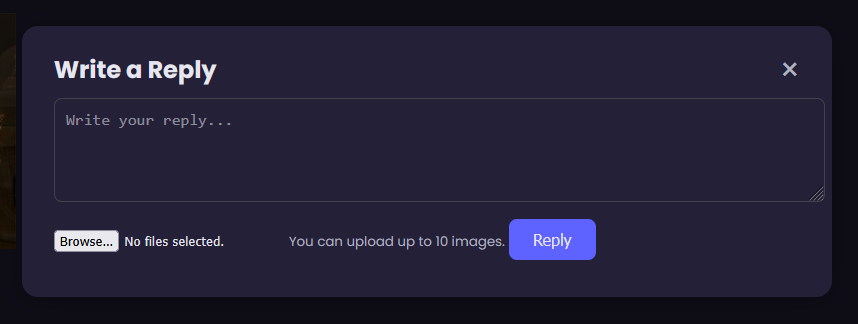 Write a Reply
×
Write your reply...
Browse... No files selected. You can upload up to 10 images. Reply